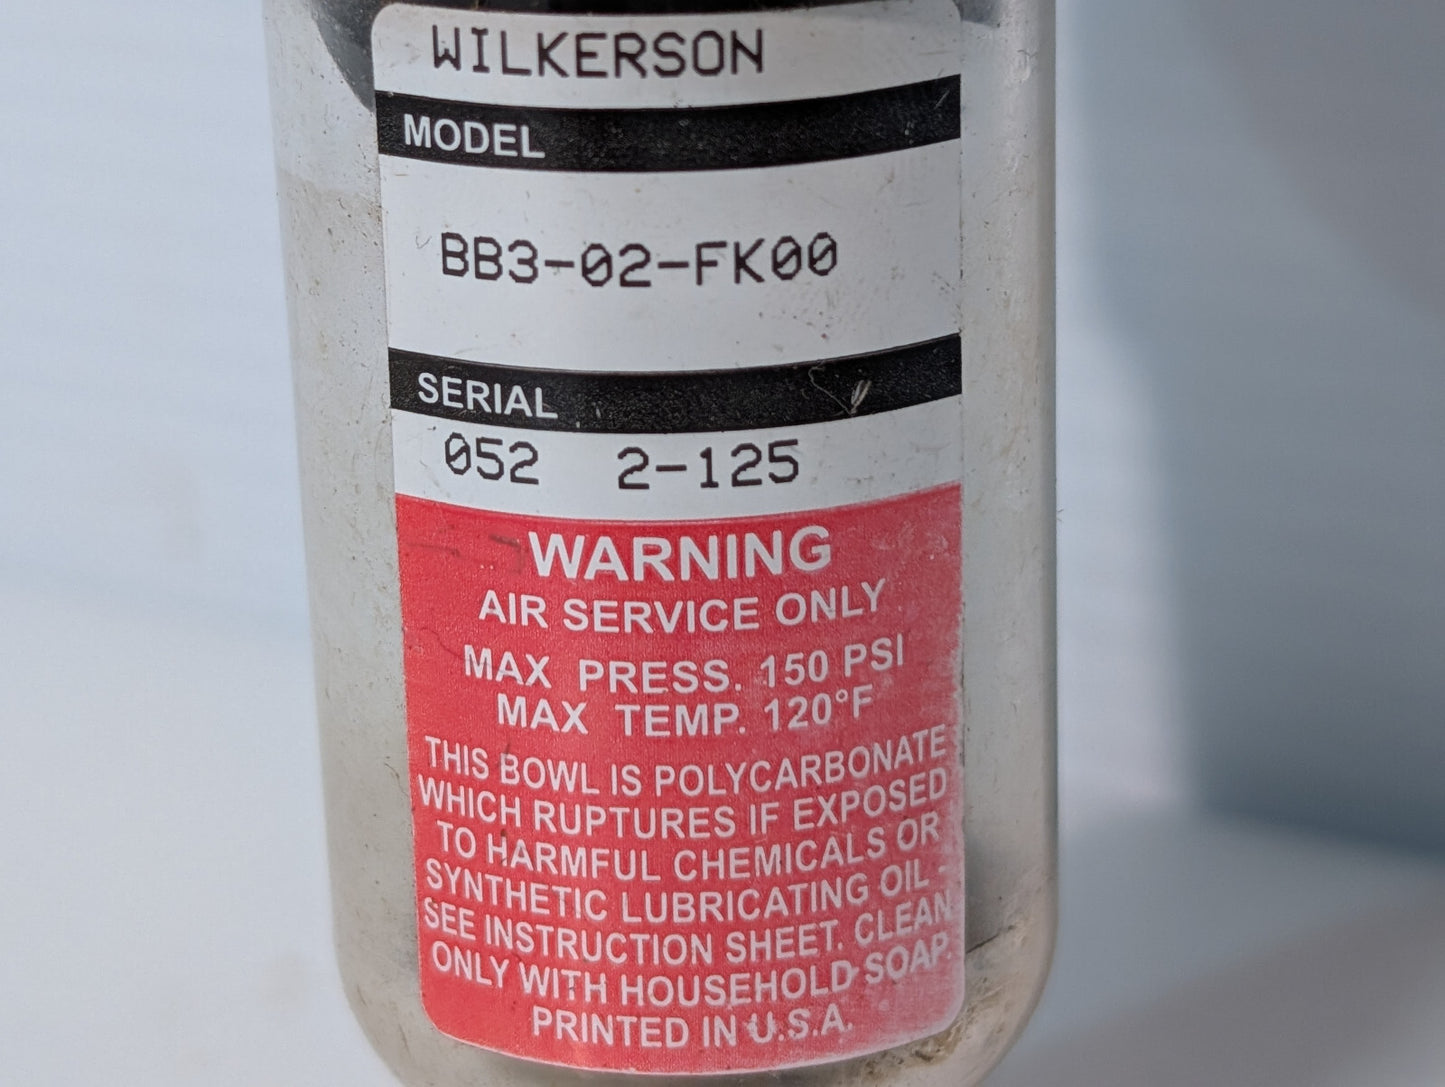 WILKERSON
MODEL
BB3-02-FK00
SERIAL
052 2-125
WARNING
AIR SERVICE ONLY
MAX PRESS. 150 PSI
MAX TEMP. 120°F
THIS BOWL IS POLYCARBONATE
WHICH RUPTURES IF EXPOSED
TO HARMFUL CHEMICALS OR
SYNTHETIC LUBRICATING OIL -
SEE INSTRUCTION SHEET. CLEAN
ONLY WITH HOUSEHOLD SOAP.
PRINTED IN U.S.A.